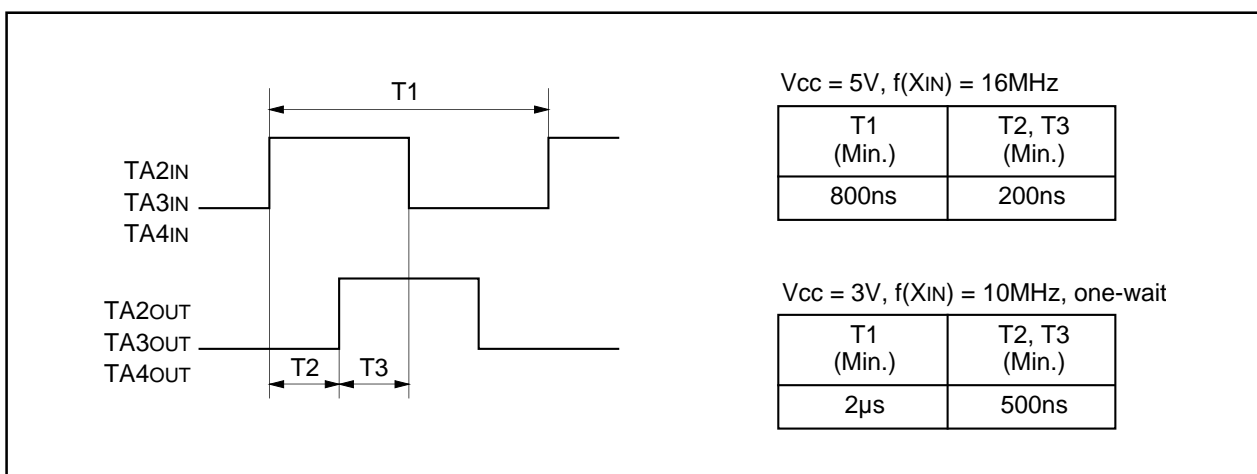 T1
TA2IN
TA3IN
TA4IN
TA2OUT
TA3OUT
TA4OUT
T2 T3
Vcc = 5V, f(XIN) = 16MHz
T1 (Min.) T2, T3 (Min.)
800ns 200ns
Vcc = 3V, f(XIN) = 10MHz, one-wait
T1 (Min.) T2, T3 (Min.)
2μs 500ns